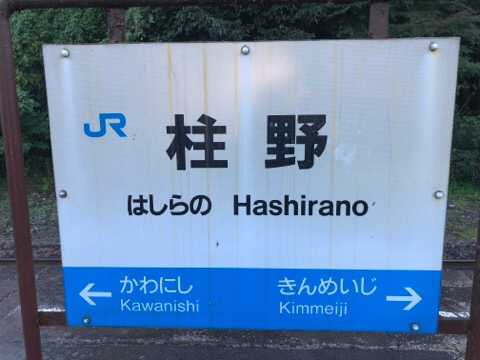 JR 柱野
はしらの Hashirano
← かわにし きんめいじ →
Kawanishi Kimmeiji